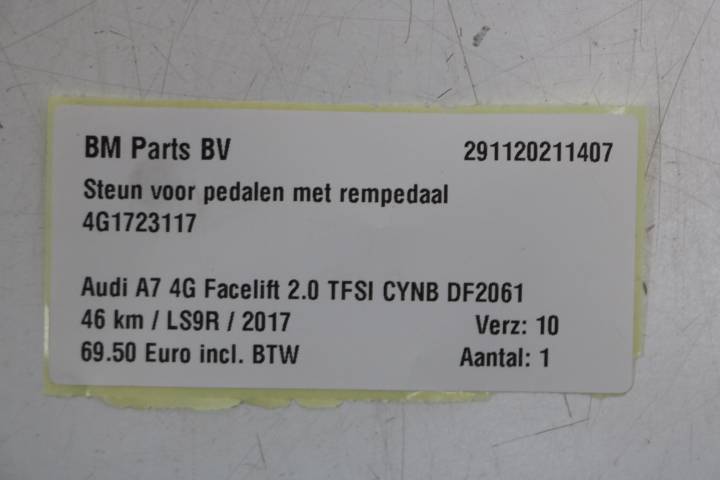 BM Parts BV 291120211407
Steun voor pedalen met rempedaal
4G1723117
Audi A7 4G Facelift 2.0 TFSI CYNB DF2061
46 km / LS9R / 2017 Verz: 10
69.50 Euro incl. BTW Aantal: 1